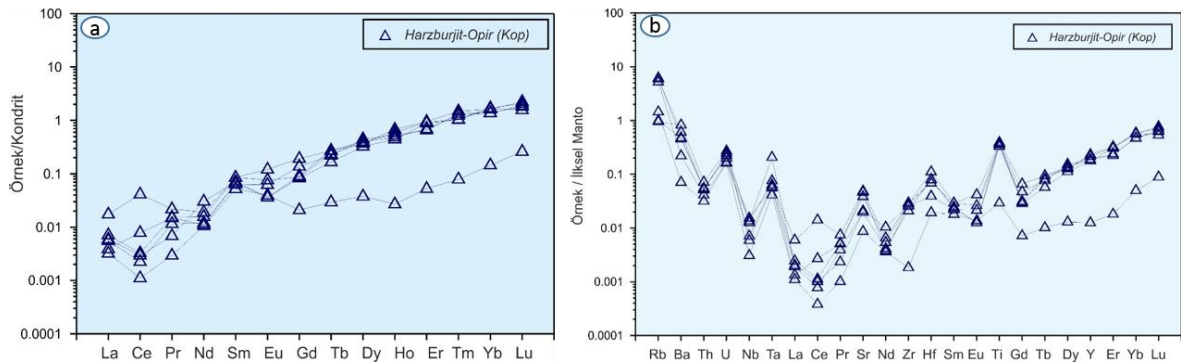 a
Harzburjit-Opir (Kop)
Örnek/Kondrit
100
10
1
0.1
0.01
0.001
0.0001
La Ce Pr Nd Sm Eu Gd Tb Dy Ho Er Tm Yb Lu
b
Harzburjit-Opir (Kop)
Örnek / İlksel Manto
100
10
1
0.1
0.01
0.001
0.0001
Rb Ba Th U Nb Ta La Ce Pr Sr Nd Zr Hf Sm Eu Ti Gd Tb Dy Y Er Yb Lu